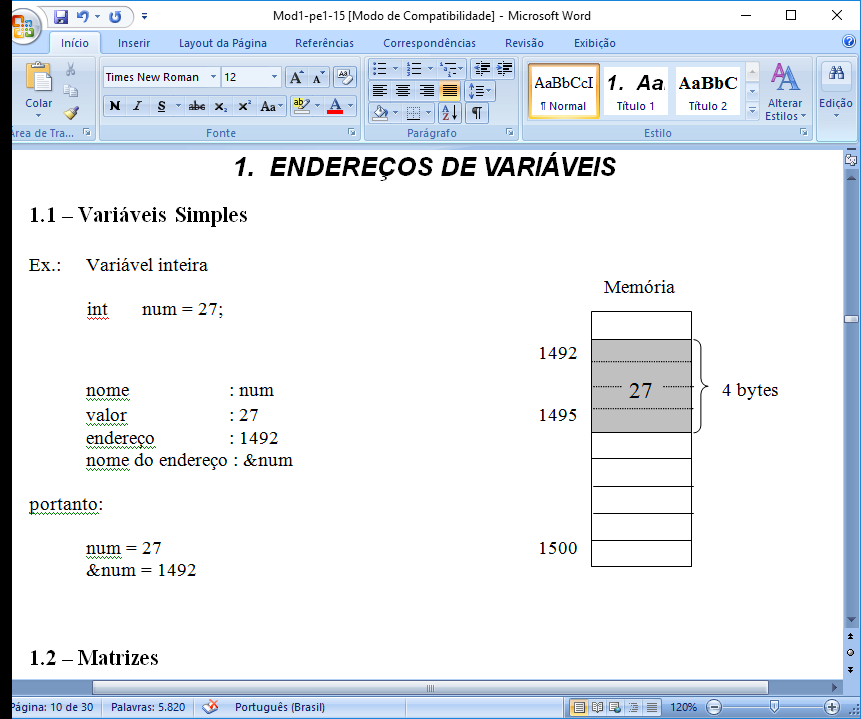 Mod1-pe1-15 [Modo de Compatibilidade] - Microsoft Word
Início Inserir Layout da Página Referências Correspondências Revisão Exibição
Times New Roman 12
Colar
N I S abc x₂ x² Aa
AaBbCcI 1. Aa AaBbC
¶ Normal Título 1 Título 2
Alterar Estilos
Edição
Área de Tra... Fonte Parágrafo Estilo
1. ENDEREÇOS DE VARIÁVEIS
1.1 – Variáveis Simples
Ex.: Variável inteira
Memória
int num = 27;
1492
27
4 bytes
1495
1500
nome : num
valor : 27
endereço : 1492
nome do endereço : &num
portanto:
num = 27
&num = 1492
1.2 – Matrizes
Página: 10 de 30 Palavras: 5.820 Português (Brasil) 120%